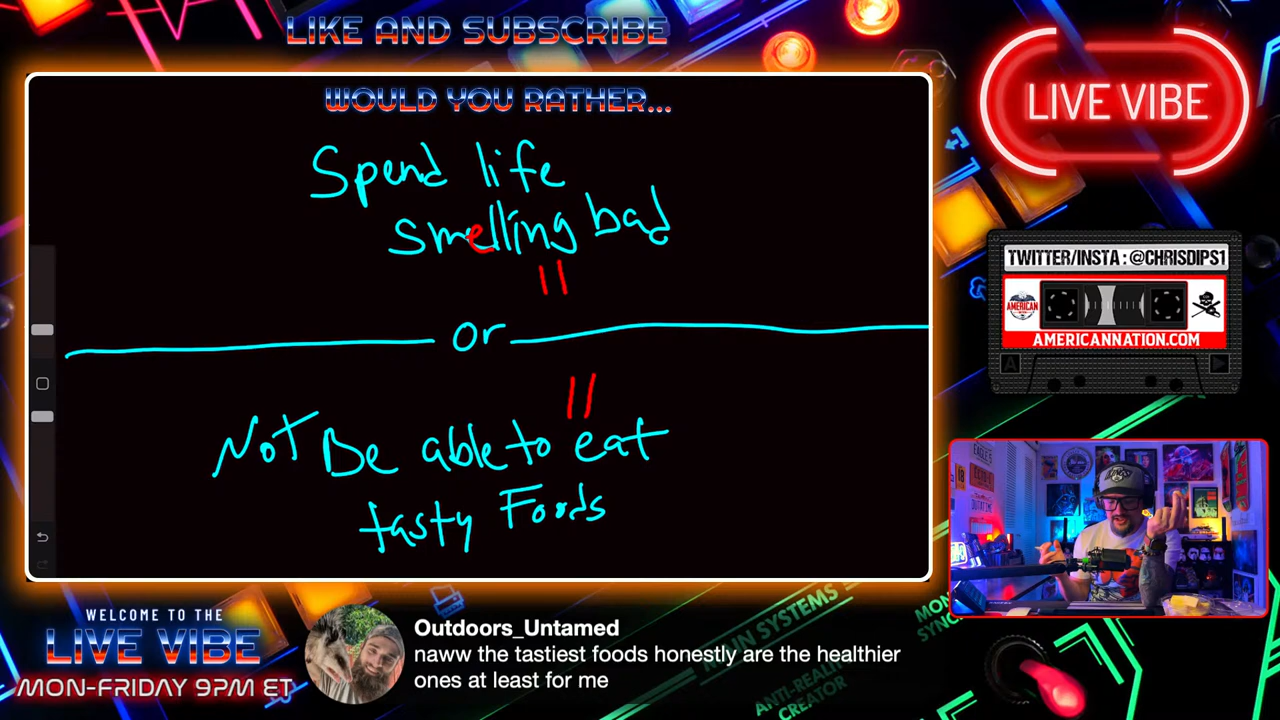 LIKE AND SUBSCRIBE
WOULD YOU RATHER...
Spend life
smelling bad
or
Not Be able to eat
tasty Foods
LIVE VIBE
TWITTER/INSTA : @CHRISDIPS1
AMERICAN
AMERICANNATION.COM
A
WELCOME TO THE
LIVE VIBE
MON-FRIDAY 9PM ET
Outdoors_Untamed
naww the tastiest foods honestly are the healthier
ones at least for me